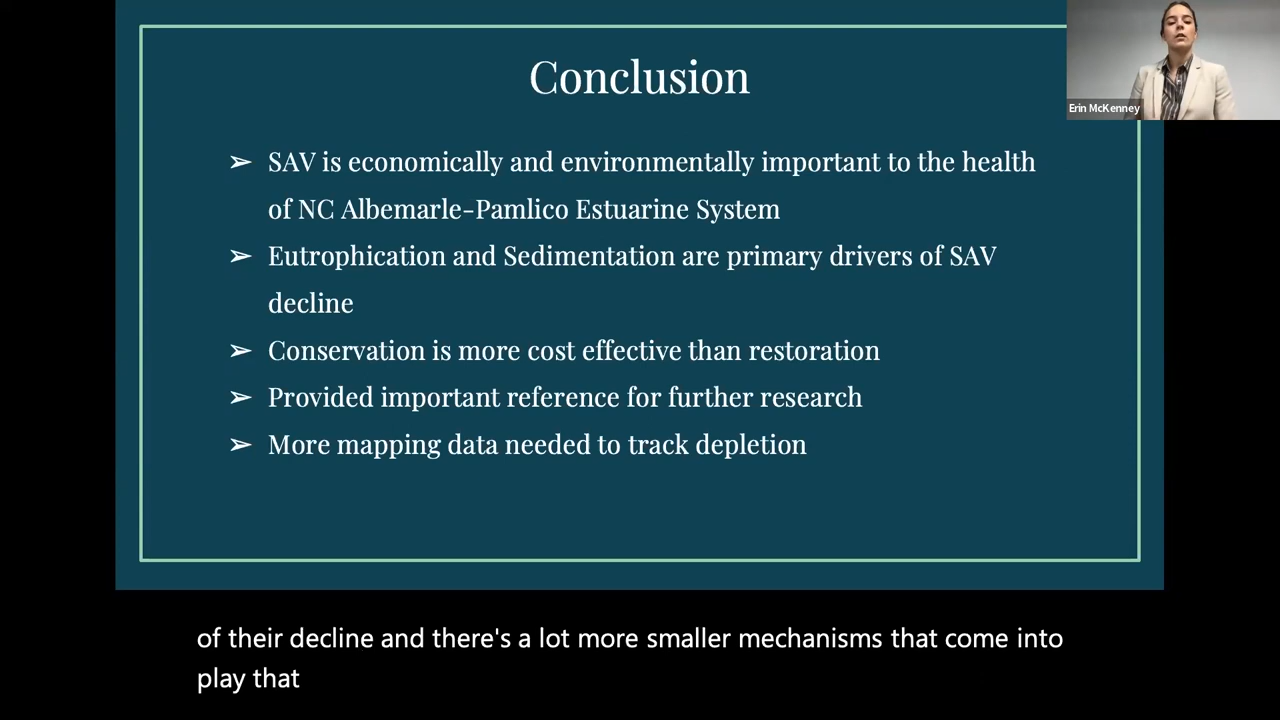 Conclusion
Erin McKenney
➢ SAV is economically and environmentally important to the health
of NC Albemarle-Pamlico Estuarine System
➢ Eutrophication and Sedimentation are primary drivers of SAV
decline
➢ Conservation is more cost effective than restoration
➢ Provided important reference for further research
➢ More mapping data needed to track depletion
of their decline and there's a lot more smaller mechanisms that come into
play that